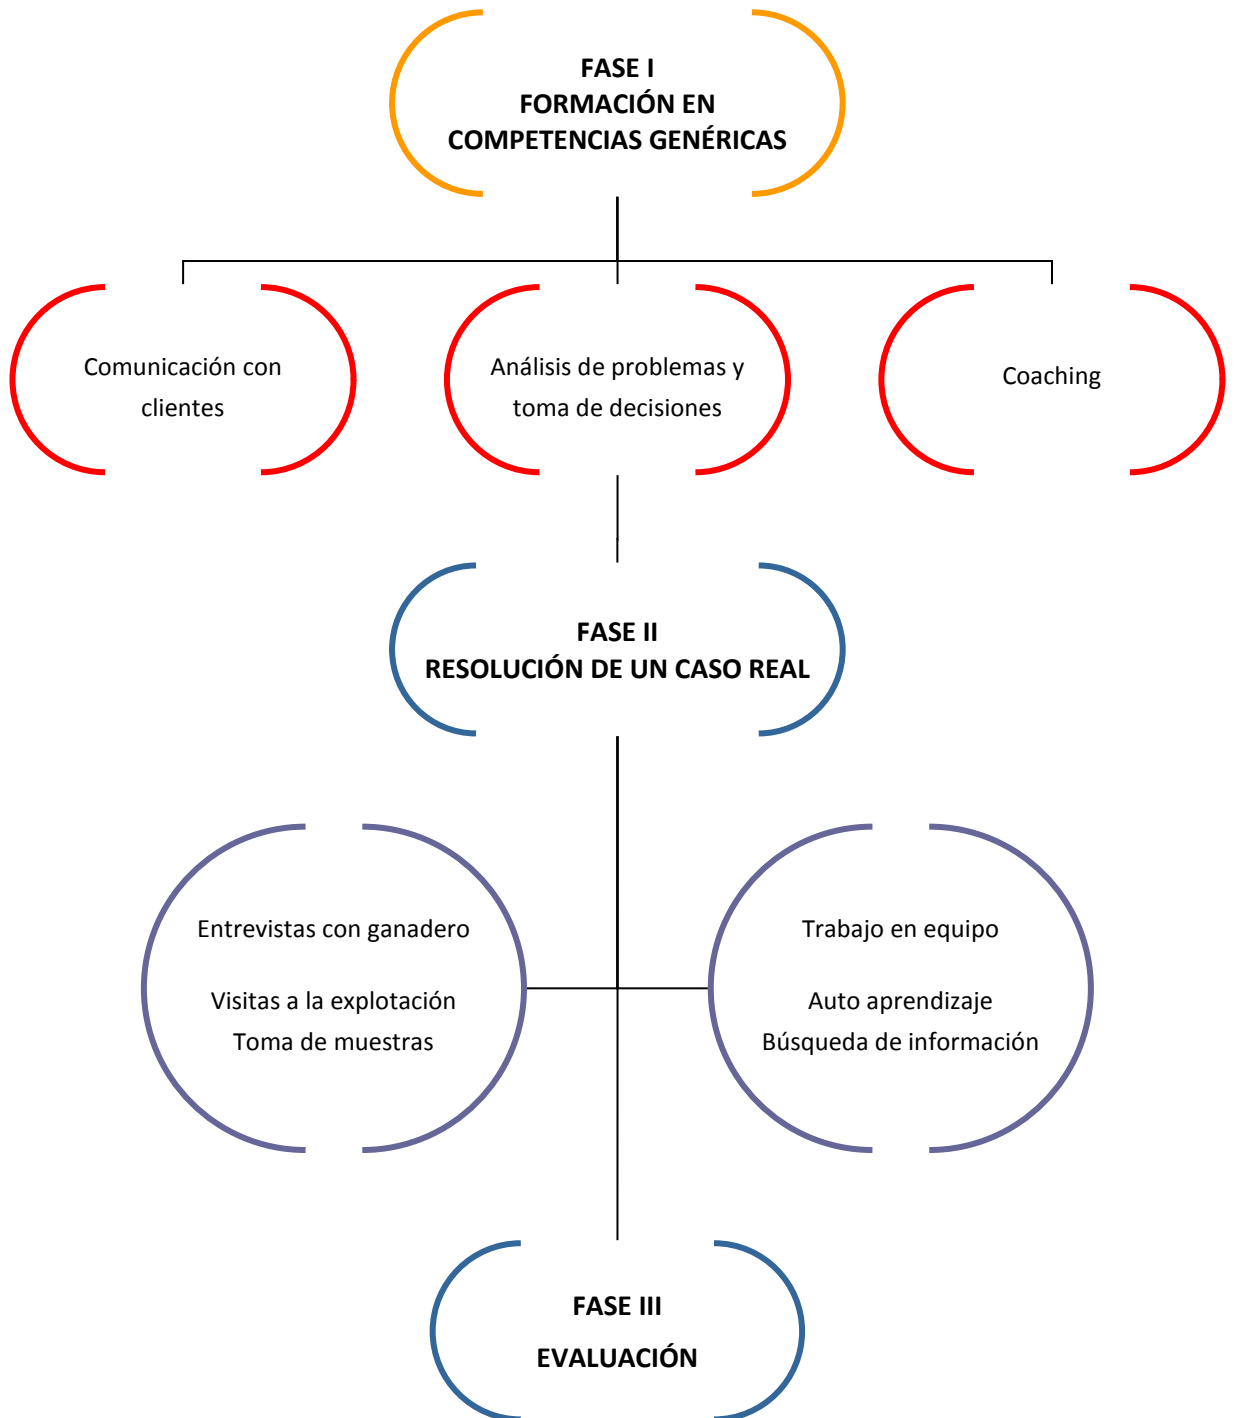 FASE I
FORMACIÓN EN
COMPETENCIAS GENÉRICAS
Comunicación con
clientes
Análisis de problemas y
toma de decisiones
Coaching
FASE II
RESOLUCIÓN DE UN CASO REAL
Entrevistas con ganadero
Visitas a la explotación
Toma de muestras
Trabajo en equipo
Auto aprendizaje
Búsqueda de información
FASE III
EVALUACIÓN